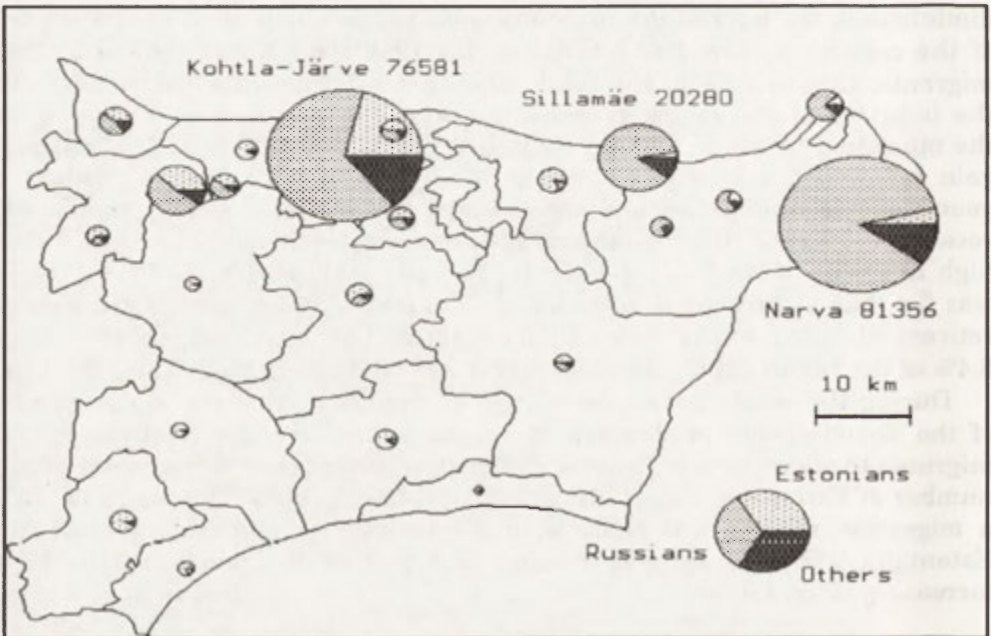 Kohtla-Järve 76581
Sillamäe 20280
Narva 81356
10 km
Estonians
Russians
Others